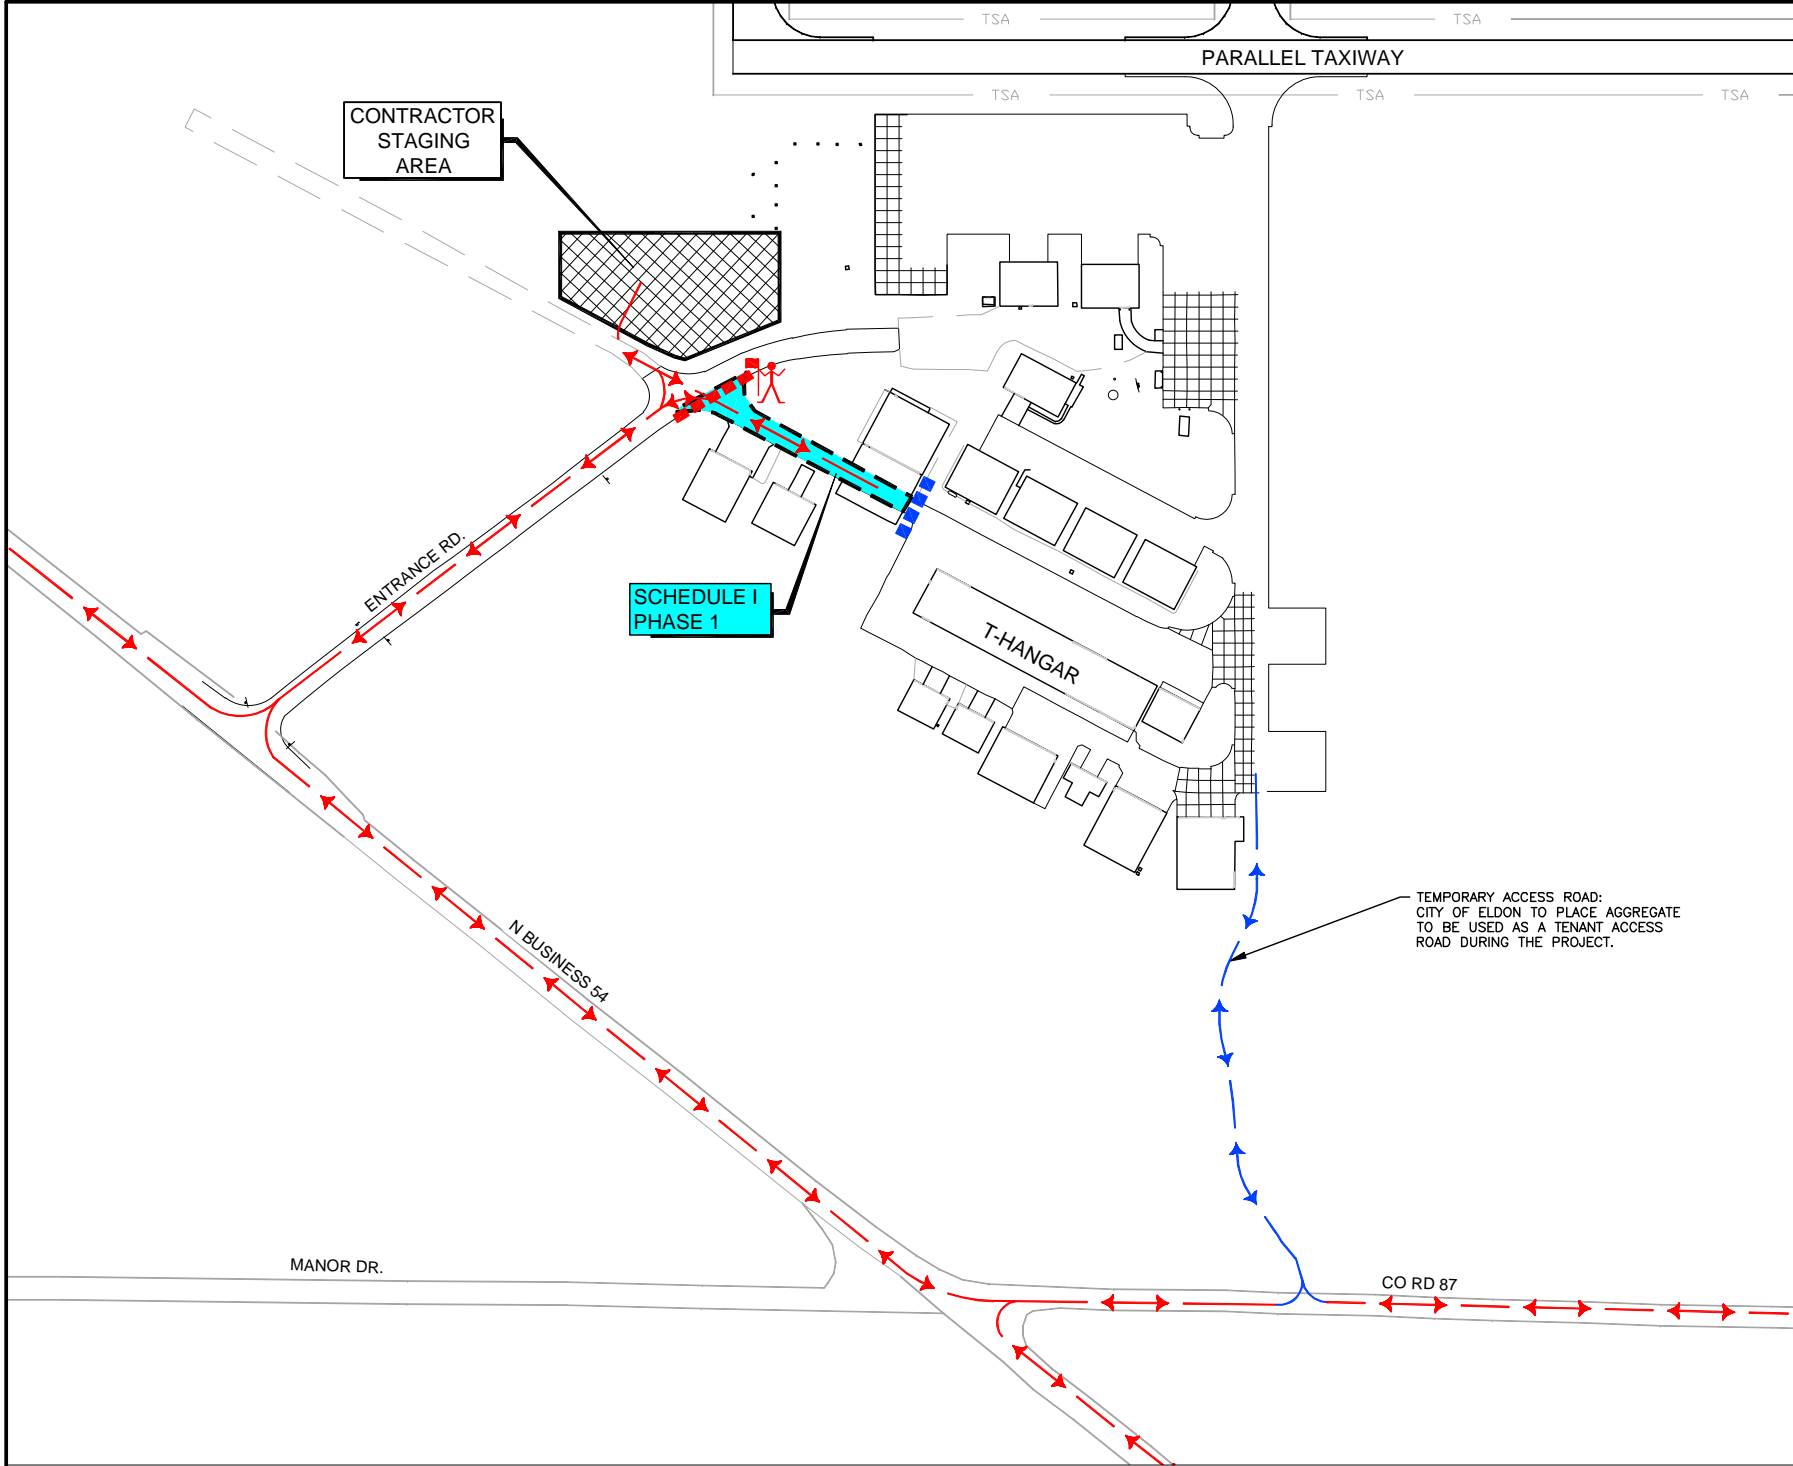 TSA
TSA
PARALLEL TAXIWAY
TSA
TSA
TSA
CONTRACTOR
STAGING
AREA
ENTRANCE RD.
SCHEDULE I
PHASE 1
T-HANGAR
TEMPORARY ACCESS ROAD:
CITY OF ELDON TO PLACE AGGREGATE
TO BE USED AS A TENANT ACCESS
ROAD DURING THE PROJECT.
N BUSINESS 54
MANOR DR.
CO RD 87